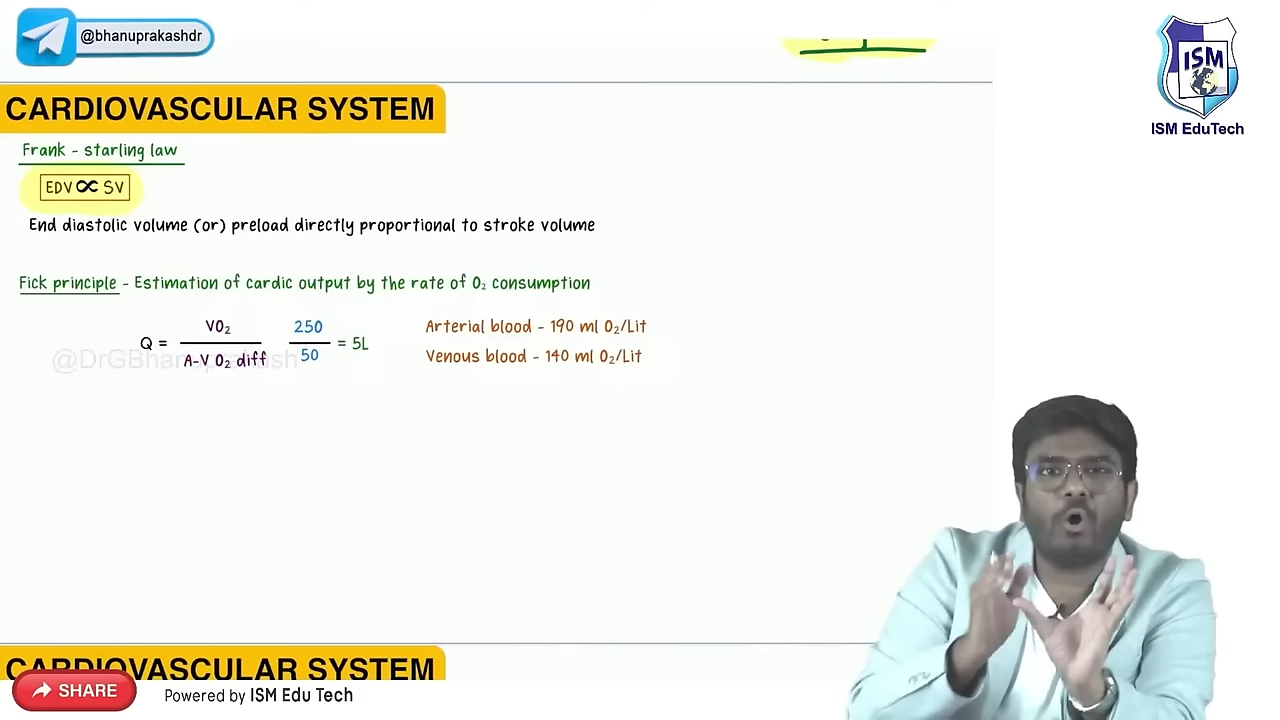 @bhanuprakashdr
ISM
ISM EduTech
CARDIOVASCULAR SYSTEM
Frank - starling law
EDV ∝ SV
End diastolic volume (or) preload directly proportional to stroke volume
Fick principle - Estimation of cardic output by the rate of O₂ consumption
Q = VO₂ / A-V O₂ diff 250 / 50 = 5L
Arterial blood - 190 ml O₂/Lit
Venous blood - 140 ml O₂/Lit
@DrGBhanuprakash
CARDIOVASCULAR SYSTEM
SHARE
Powered by ISM Edu Tech